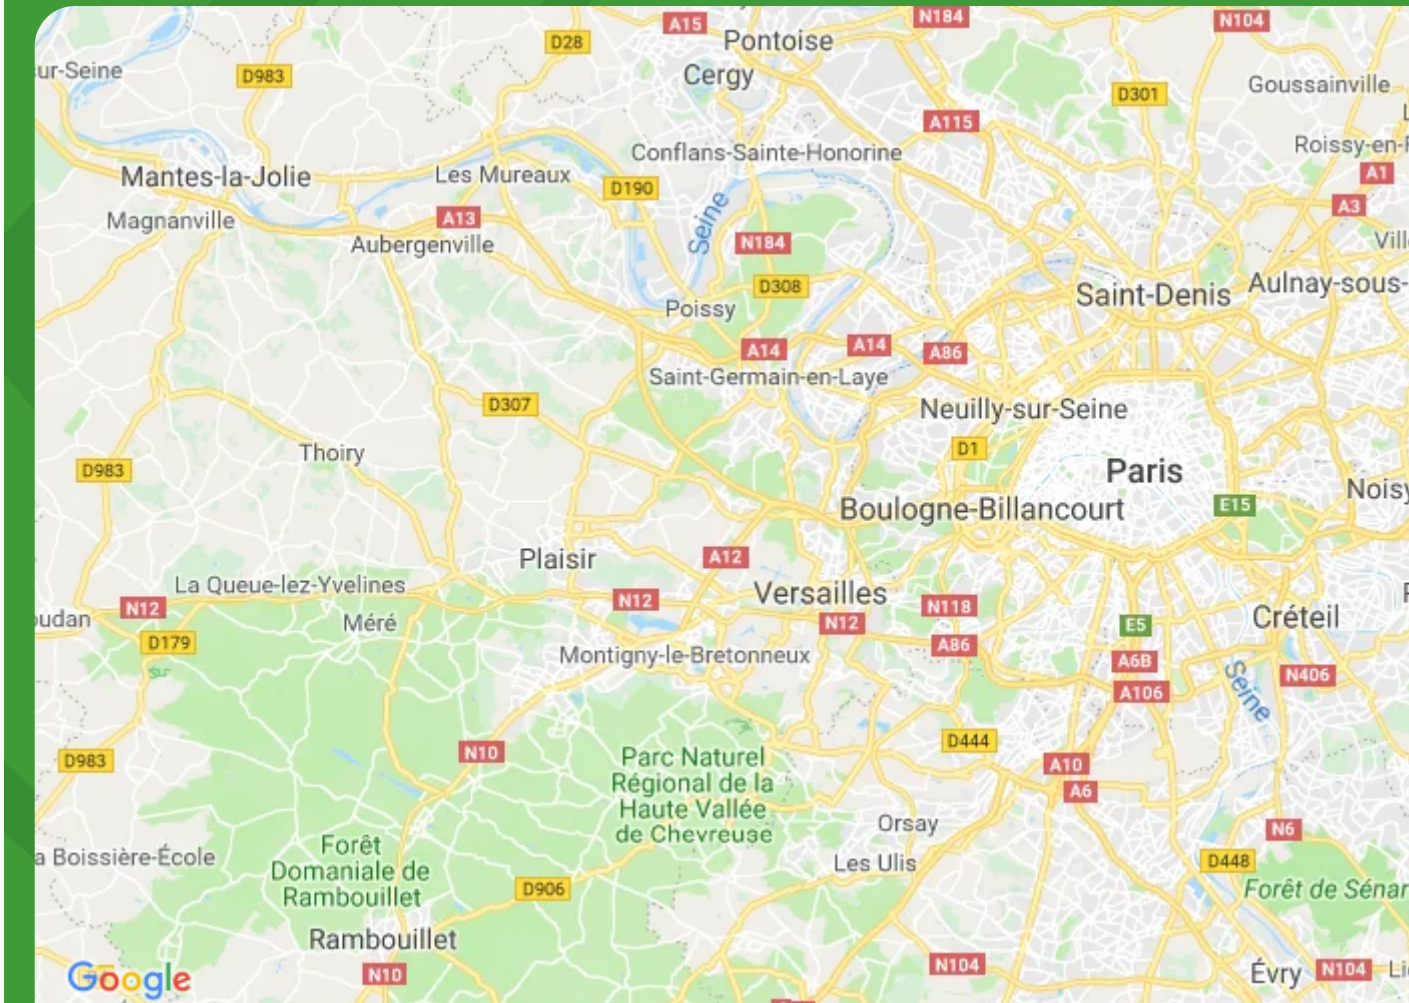 N184
A15
N104
Pontoise
D28
ur-Seine
D983
Cergy
Goussainville
D301
A115
Conflans-Sainte-Honorine
Roissy-en-F
Mantes-la-Jolie
Les Mureaux
D190
A1
Magnanville
A13
Seine
A3
Aubergenville
N184
Ville
D308
Aulnay-sous-
Saint-Denis
Poissy
A14
A14
A86
Saint-Germain-en-Laye
D307
Neuilly-sur-Seine
Thoiry
D1
D983
Paris
Noisy
Boulogne-Billancourt
E15
Plaisir
A12
La Queue-lez-Yvelines
Versailles
N12
N12
N118
oudan
Méré
N12
E5
Créteil
D179
A86
Montigny-le-Bretonneux
A6B
Seine
N406
A106
D444
N10
D983
Parc Naturel
Régional de la
Haute Vallée
de Chevreuse
A10
A6
Orsay
N6
Forêt
Domaniale de
Rambouillet
a Boissière-École
Les Ulis
D448
D906
Forêt de Sénar
Rambouillet
N104
Évry
N104
Google
N10